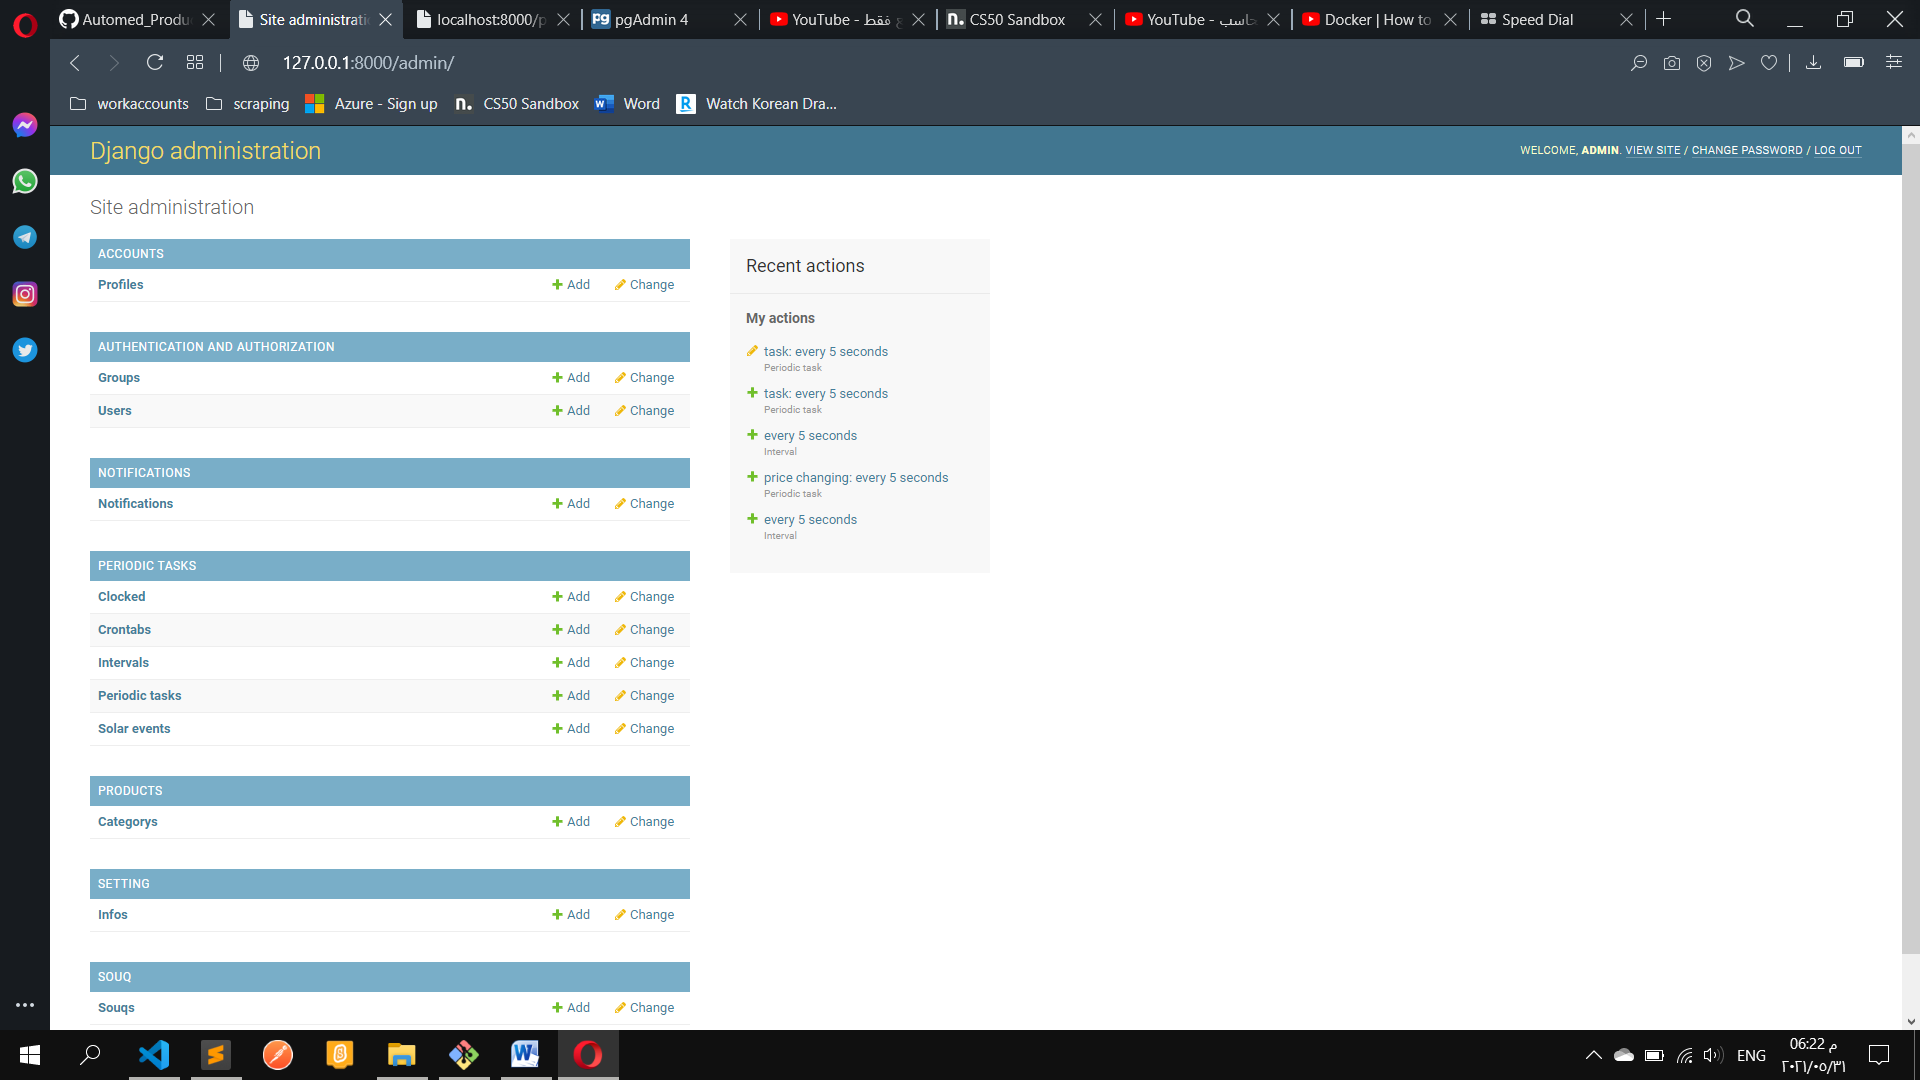 Automed_Produ
Site administrati
localhost:8000/p
pgAdmin 4
YouTube - فقط ع
CS50 Sandbox
YouTube - حاسب
Docker | How to
Speed Dial
127.0.0.1:8000/admin/
workaccounts
scraping
Azure - Sign up
CS50 Sandbox
Word
Watch Korean Dra...
Django administration
WELCOME, ADMIN. VIEW SITE / CHANGE PASSWORD / LOG OUT
Site administration
ACCOUNTS
Profiles Add Change
AUTHENTICATION AND AUTHORIZATION
Groups Add Change
Users Add Change
NOTIFICATIONS
Notifications Add Change
PERIODIC TASKS
Clocked Add Change
Crontabs Add Change
Intervals Add Change
Periodic tasks Add Change
Solar events Add Change
PRODUCTS
Categorys Add Change
SETTING
Infos Add Change
SOUQ
Souqs Add Change
Recent actions
My actions
task: every 5 seconds
Periodic task
task: every 5 seconds
Periodic task
every 5 seconds
Interval
price changing: every 5 seconds
Periodic task
every 5 seconds
Interval
ENG
06:22 م
٢٠٢١/٠٥/٣١